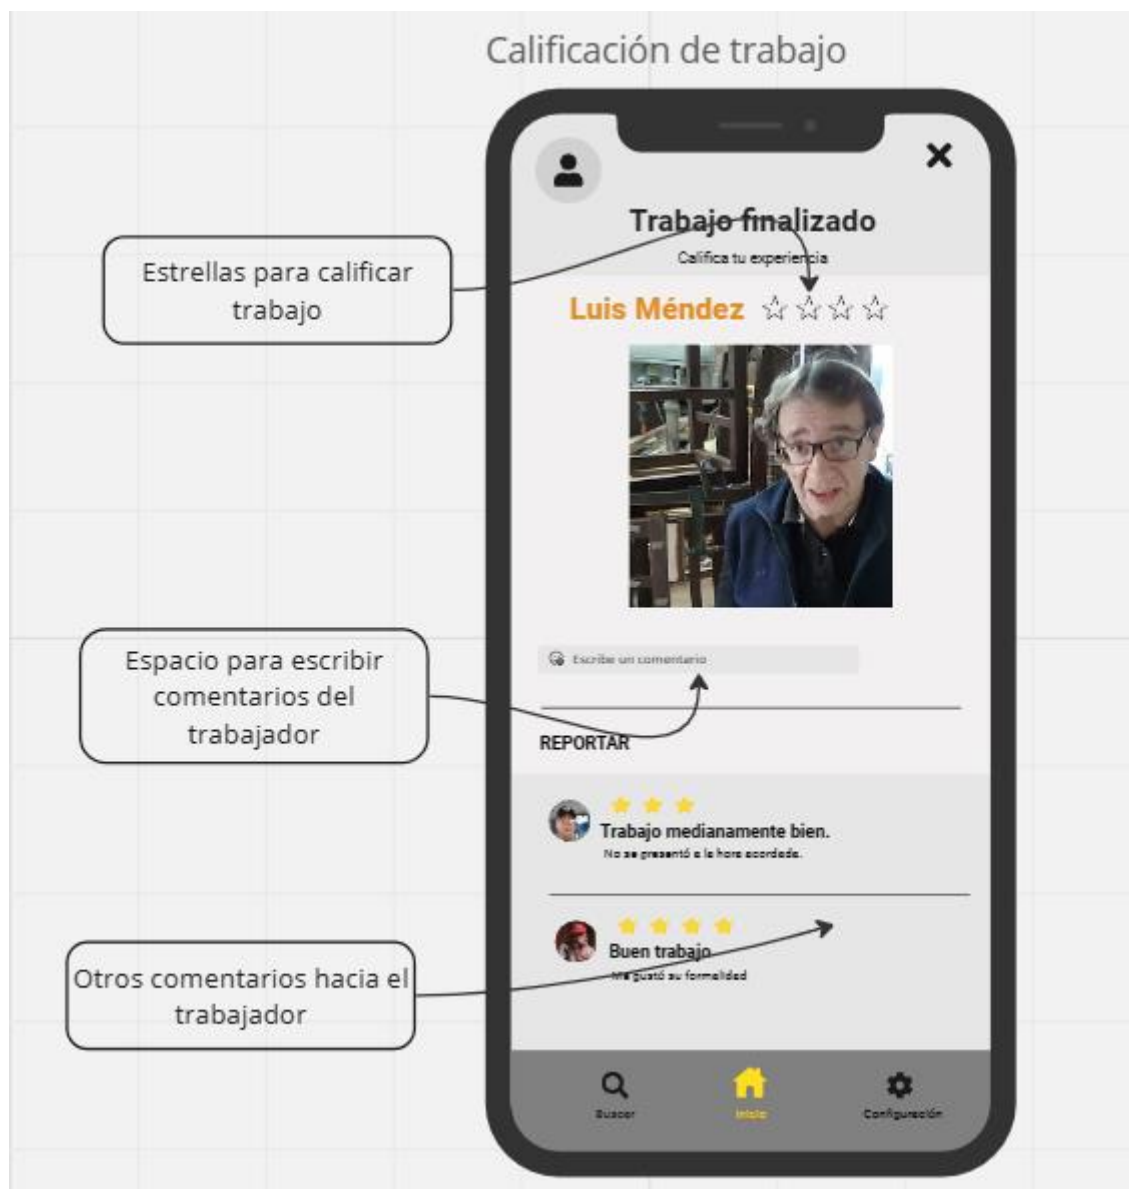 Calificación de trabajo
Trabajo finalizado
Califica tu experiencia
Estrellas para calificar
trabajo
Luis Méndez
Espacio para escribir
comentarios del
trabajador
Escribe un comentario
REPORTAR
Trabajo medianamente bien.
No se presentó a la hora acordada.
Otros comentarios hacia el
trabajador
Buen trabajo
Me gustó su formalidad
Buscar
Inicio
Configuración